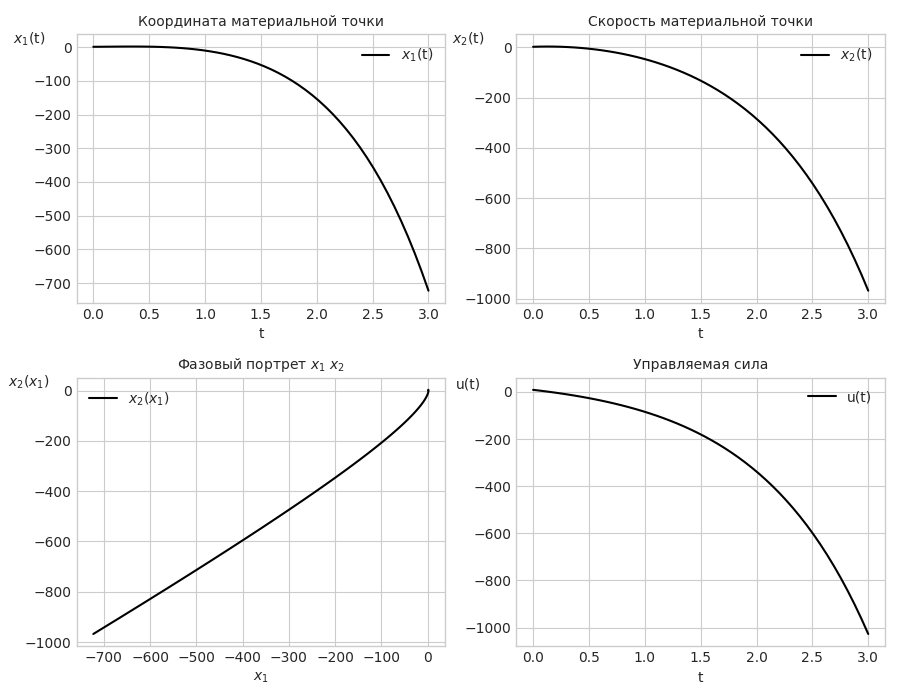 Координата материальной точки
x₁(t)
x₁(t)
0
−100
−200
−300
−400
−500
−600
−700
0.0 0.5 1.0 1.5 2.0 2.5 3.0
t
Скорость материальной точки
x₂(t)
x₂(t)
0
−200
−400
−600
−800
−1000
0.0 0.5 1.0 1.5 2.0 2.5 3.0
t
Фазовый портрет x₁ x₂
x₂(x₁)
x₂(x₁)
0
−200
−400
−600
−800
−1000
−700 −600 −500 −400 −300 −200 −100 0
x₁
Управляемая сила
u(t)
u(t)
0
−200
−400
−600
−800
−1000
0.0 0.5 1.0 1.5 2.0 2.5 3.0
t